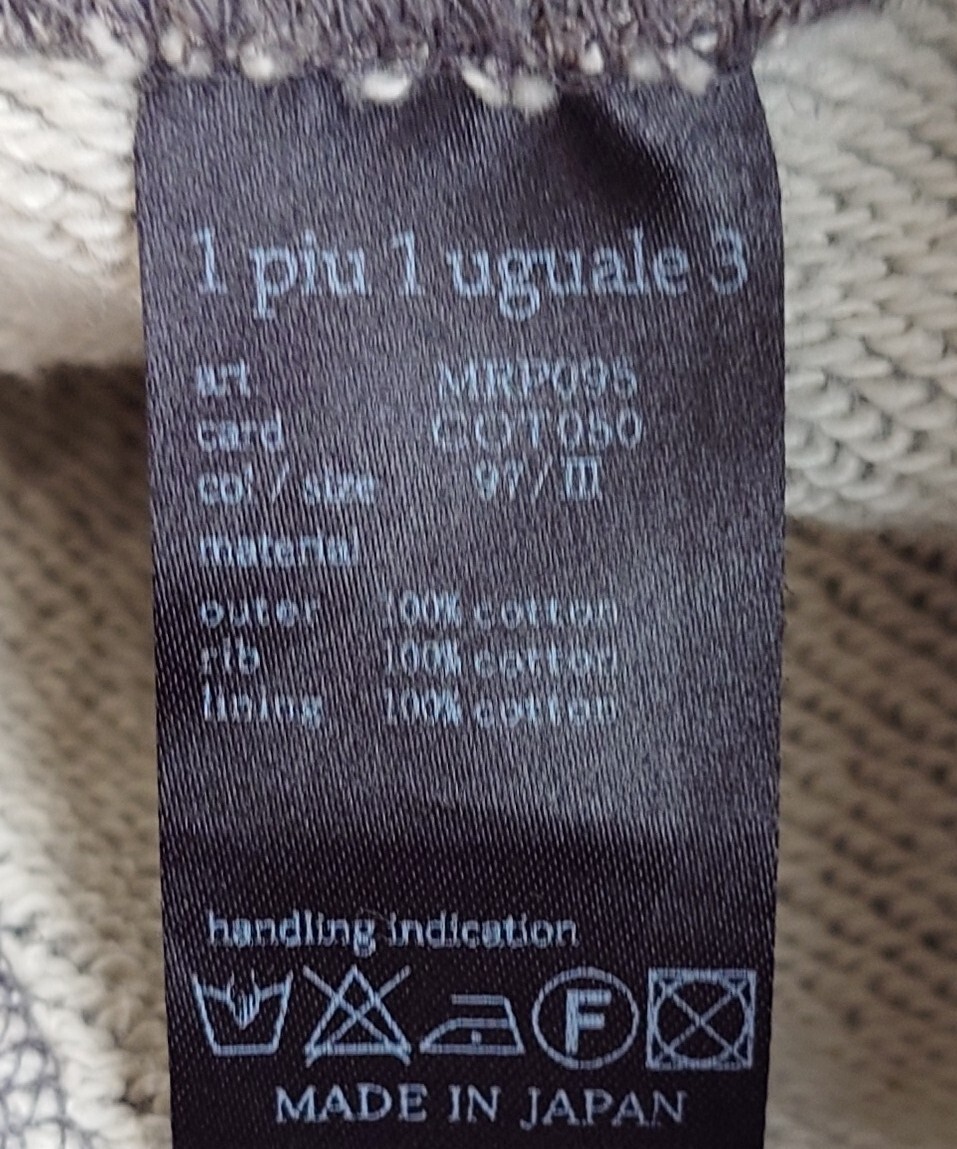 1 piu 1 uguale 3
art MRP095
card COT050
col / size 97 / III
material
outer 100% cotton
rib 100% cotton
lining 100% cotton
handling indication
F
MADE IN JAPAN